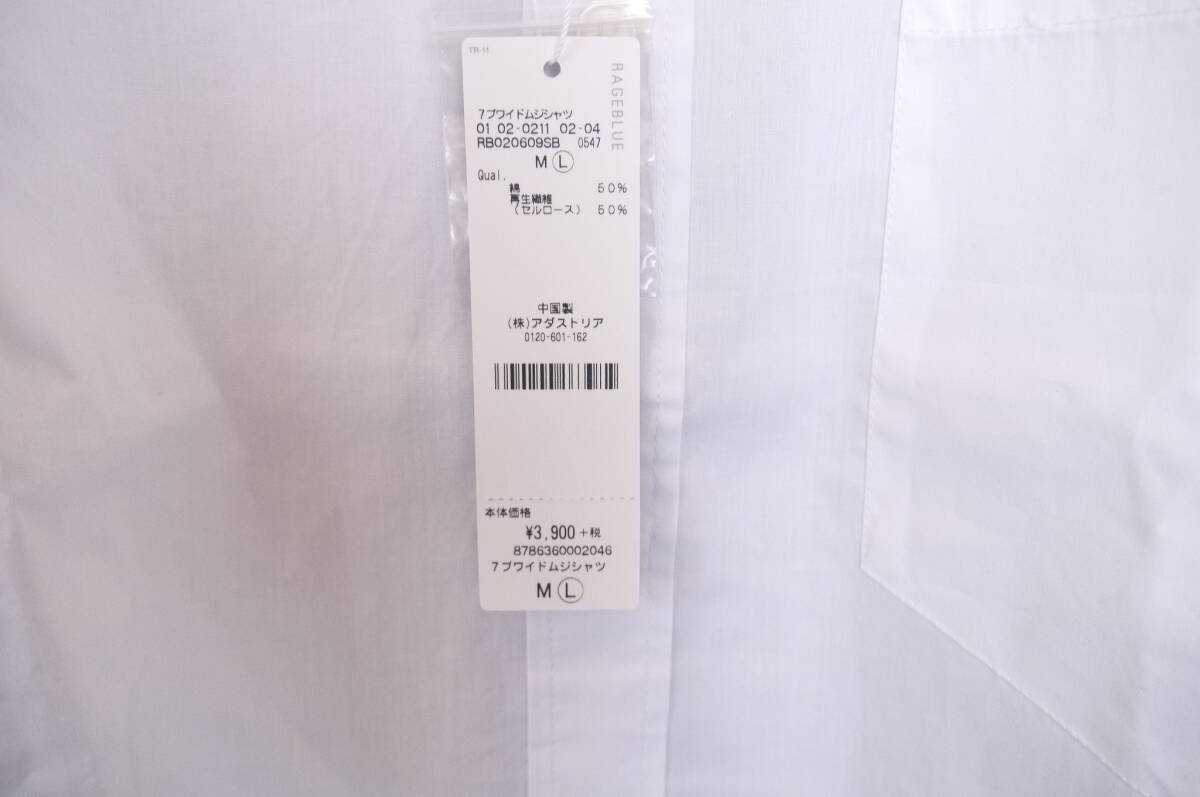 TR-11
RAGEBLUE
7ブワイドムジシャツ
01 02-0211 02-04
RB020609SB 0547
M L
Qual.
綿 50%
再生繊維
(セルロース) 50%
中国製
(株)アダストリア
0120-601-162
本体価格
¥3,900+税
8786360002046
7ブワイドムジシャツ
M L